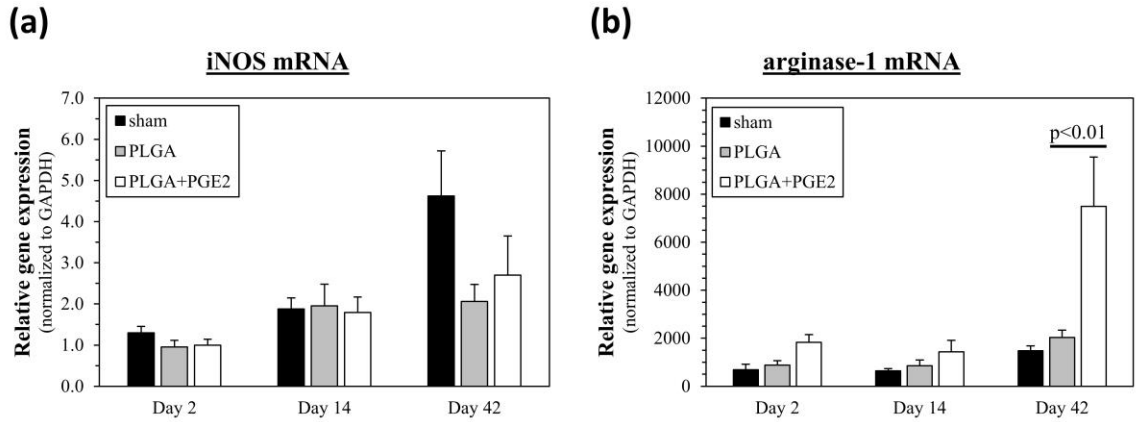 (a)
iNOS mRNA
Relative gene expression
(normalized to GAPDH)
7.0
6.0
5.0
4.0
3.0
2.0
1.0
0.0
sham
PLGA
PLGA+PGE2
Day 2
Day 14
Day 42
(b)
arginase-1 mRNA
Relative gene expression
(normalized to GAPDH)
12000
10000
8000
6000
4000
2000
0
sham
PLGA
PLGA+PGE2
p<0.01
Day 2
Day 14
Day 42